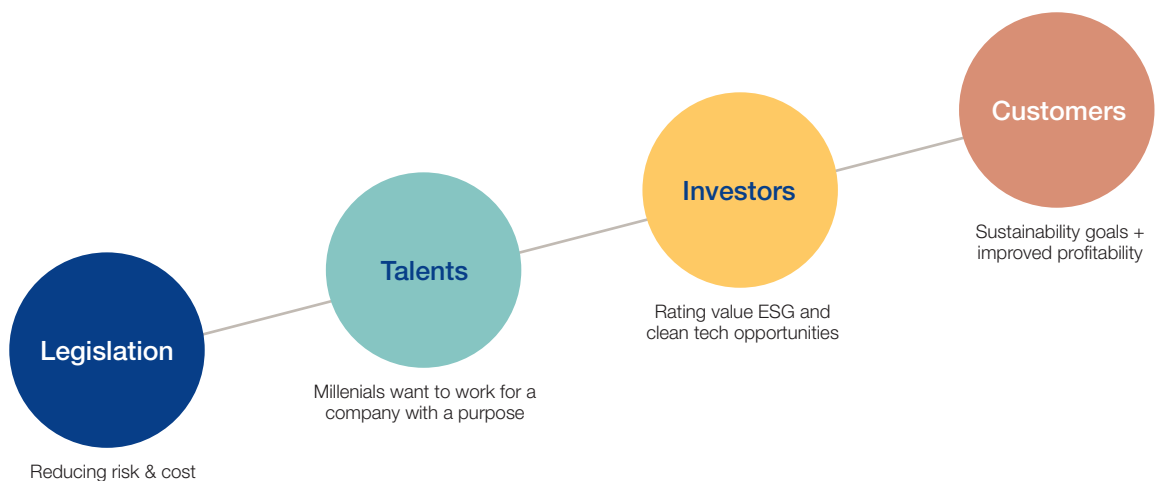 Legislation
Reducing risk & cost
Talents
Millenials want to work for a
company with a purpose
Investors
Rating value ESG and
clean tech opportunities
Customers
Sustainability goals +
improved profitability